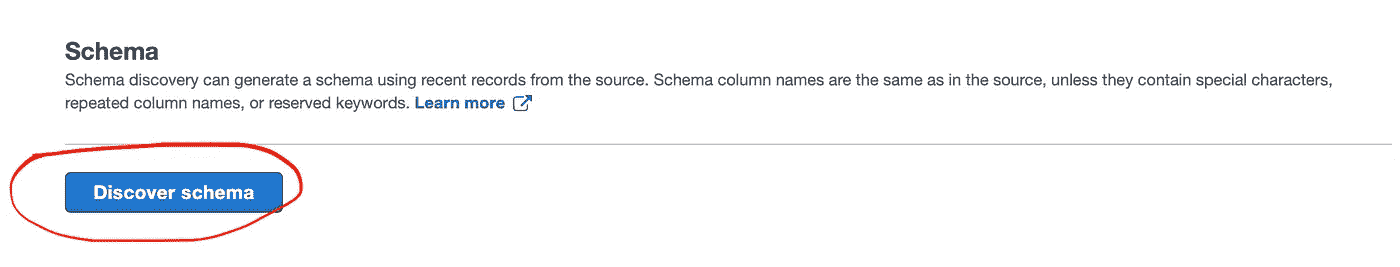 Schema
Schema discovery can generate a schema using recent records from the source. Schema column names are the same as in the source, unless they contain special characters,
repeated column names, or reserved keywords. Learn more
Discover schema